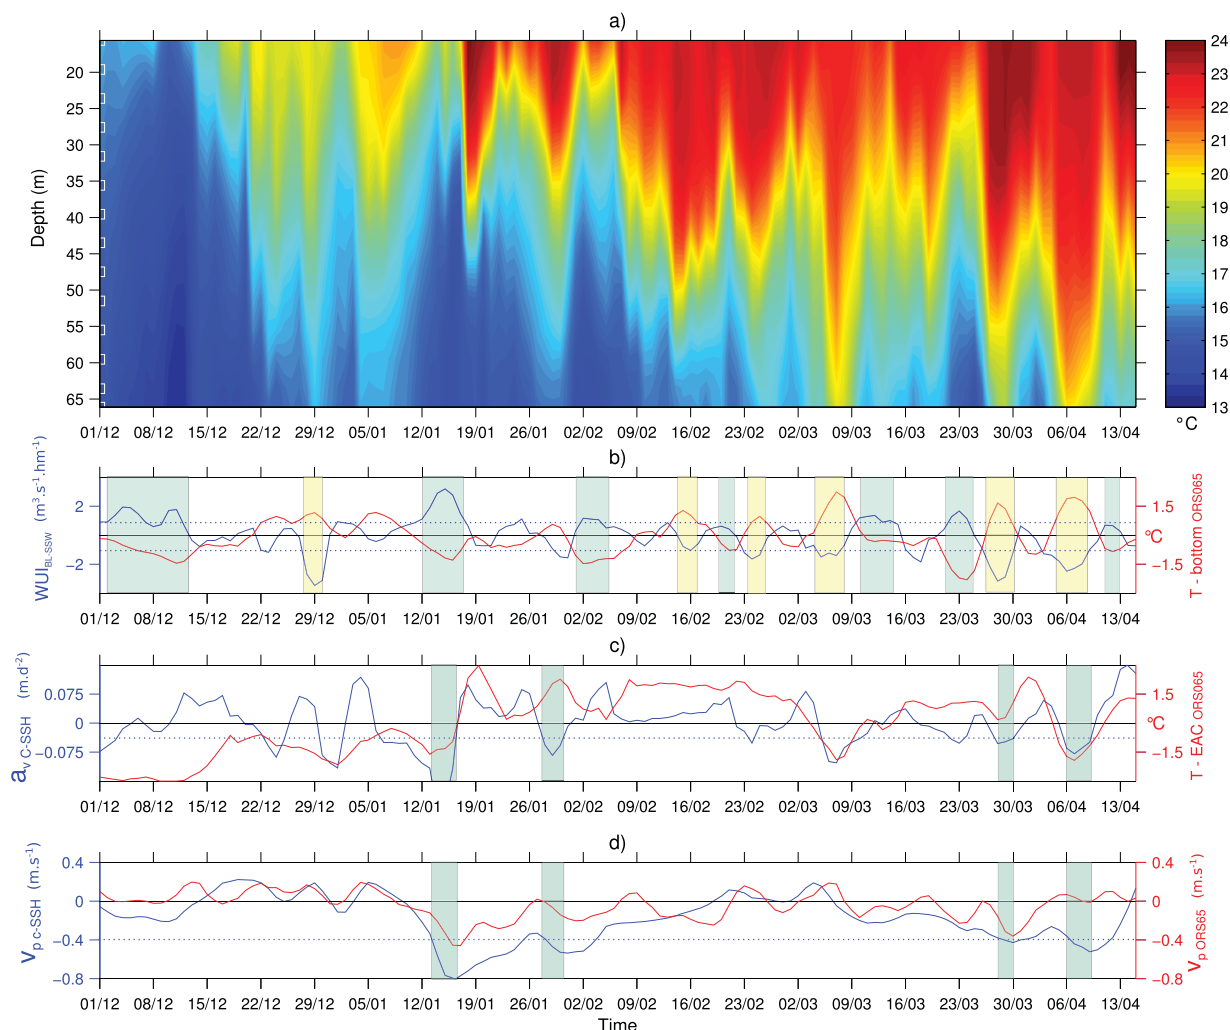 a)
Depth (m)
20
25
30
35
40
45
50
55
60
65
01/12 08/12 15/12 22/12 29/12 05/01 12/01 19/01 26/01 02/02 09/02 16/02 23/02 02/03 09/03 16/03 23/03 30/03 06/04 13/04
24
23
22
21
20
19
18
17
16
15
14
13
°C
b)
WUI BL-SSW (m³.s⁻¹.hm⁻¹)
2
−2
1.5
°C
−1.5
T - bottom ORS065
01/12 08/12 15/12 22/12 29/12 05/01 12/01 19/01 26/01 02/02 09/02 16/02 23/02 02/03 09/03 16/03 23/03 30/03 06/04 13/04
c)
a v C-SSH (m.d⁻²)
0.075
0
−0.075
1.5
°C
−1.5
T - EAC ORS065
01/12 08/12 15/12 22/12 29/12 05/01 12/01 19/01 26/01 02/02 09/02 16/02 23/02 02/03 09/03 16/03 23/03 30/03 06/04 13/04
d)
v p C-SSH (m.s⁻¹)
0.4
0
−0.4
−0.8
0.4
0
−0.4
−0.8
v p ORS65 (m.s⁻¹)
01/12 08/12 15/12 22/12 29/12 05/01 12/01 19/01 26/01 02/02 09/02 16/02 23/02 02/03 09/03 16/03 23/03 30/03 06/04 13/04
Time